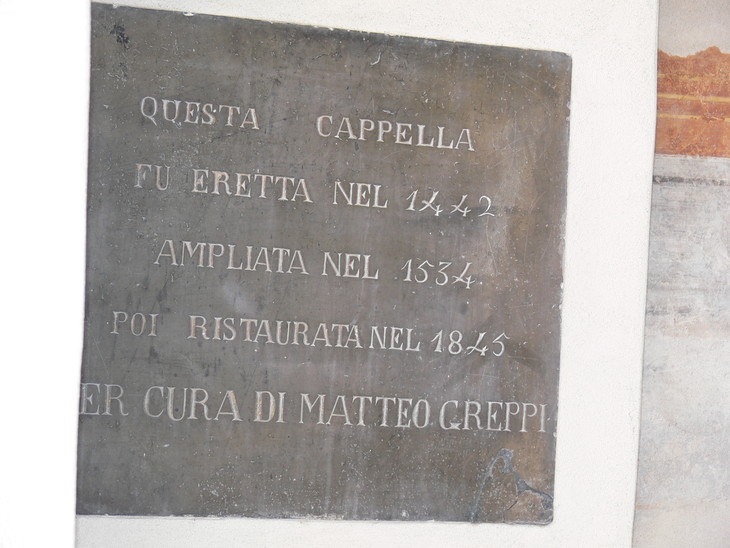 QUESTA CAPPELLA
FU ERETTA NEL 1442
AMPLIATA NEL 1534
POI RISTAURATA NEL 1845
ER CURA DI MATTEO GREPPI